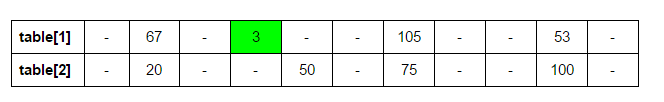 table[1] - 67 - 3 - - 105 - - 53 -
table[2] - 20 - - 50 - 75 - - 100 -